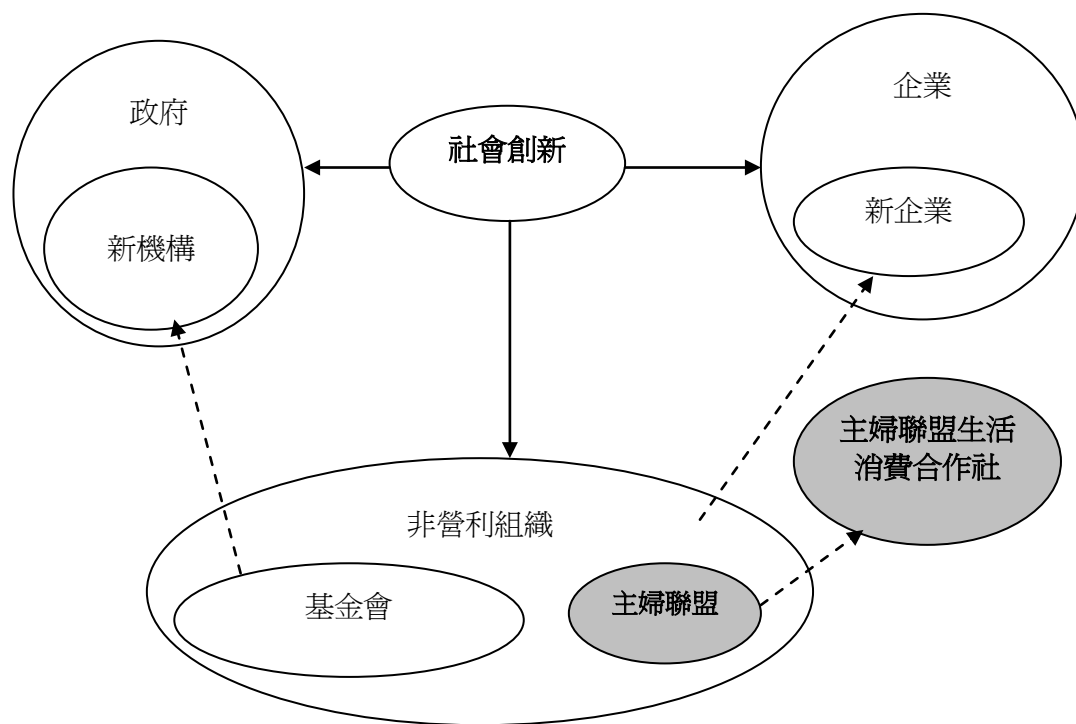 政府
企業
社會創新
新企業
新機構
主婦聯盟生活
消費合作社
非營利組織
基金會
主婦聯盟